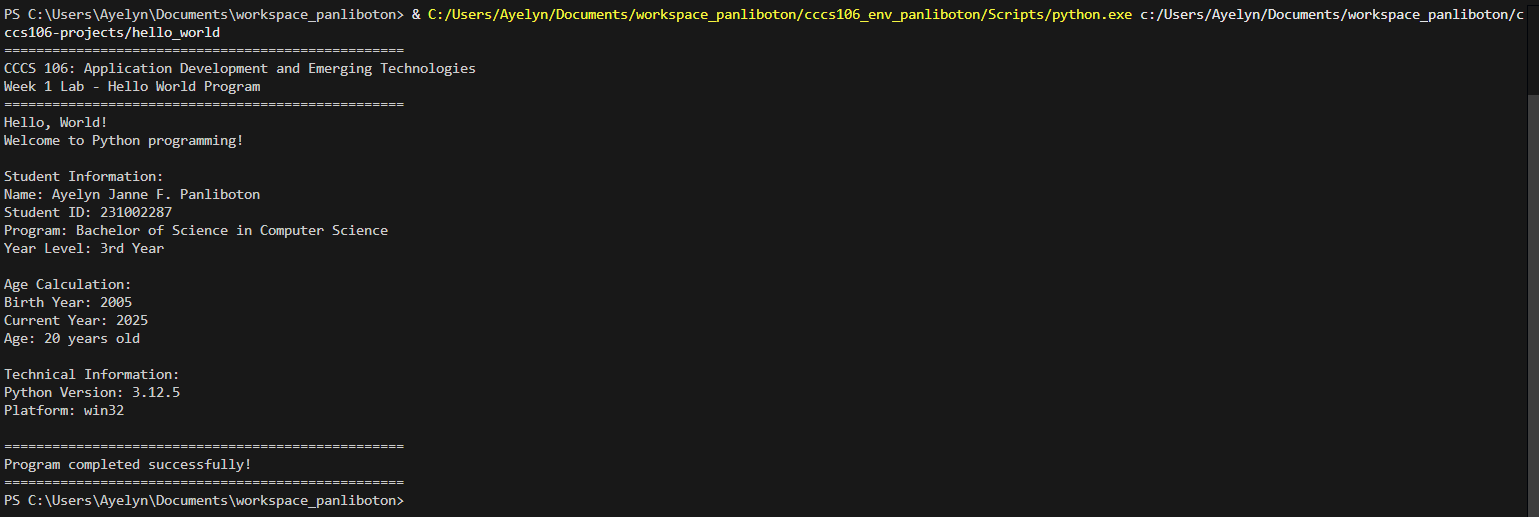 PS C:\Users\Ayelyn\Documents\workspace_panliboton> & C:/Users/Ayelyn/Documents/workspace_panliboton/cccs106_env_panliboton/Scripts/python.exe c:/Users/Ayelyn/Documents/workspace_panliboton/c
ccs106-projects/hello_world
==================================================
CCCS 106: Application Development and Emerging Technologies
Week 1 Lab - Hello World Program
==================================================
Hello, World!
Welcome to Python programming!

Student Information:
Name: Ayelyn Janne F. Panliboton
Student ID: 231002287
Program: Bachelor of Science in Computer Science
Year Level: 3rd Year

Age Calculation:
Birth Year: 2005
Current Year: 2025
Age: 20 years old

Technical Information:
Python Version: 3.12.5
Platform: win32

==================================================
Program completed successfully!
==================================================
PS C:\Users\Ayelyn\Documents\workspace_panliboton>